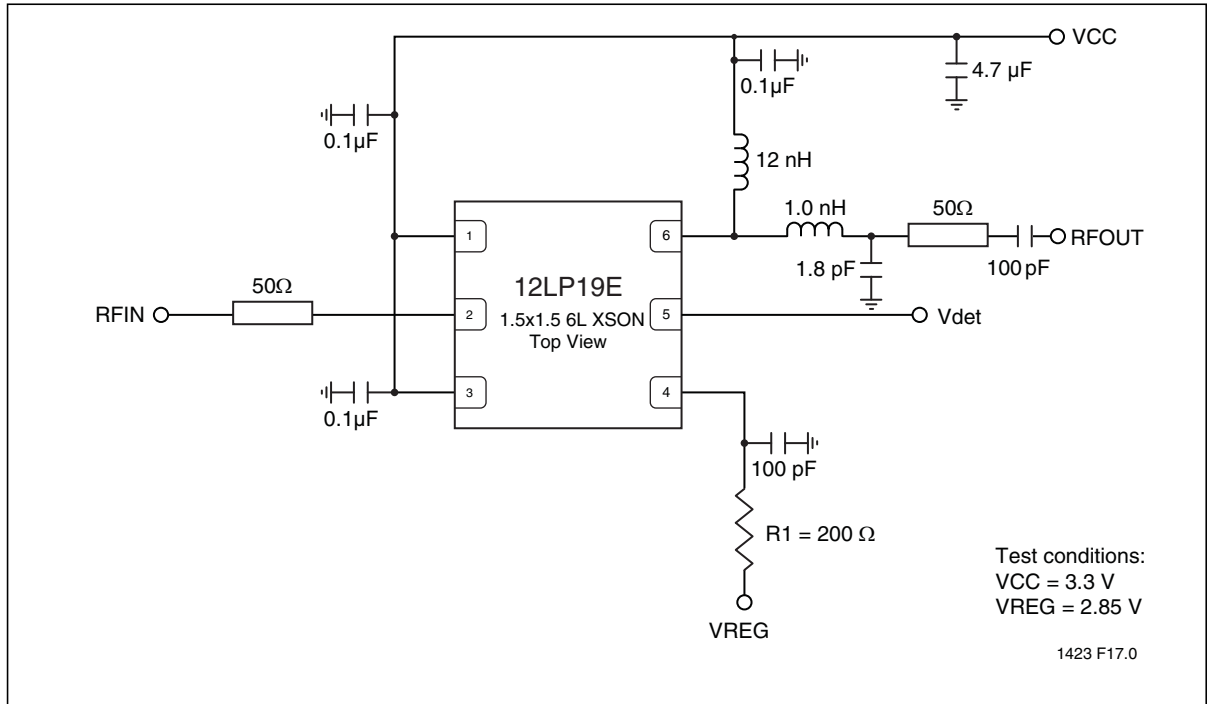 VCC
4.7 µF
0.1µF
0.1µF
12 nH
1.0 nH
50Ω
1
6
RFOUT
1.8 pF
100 pF
12LP19E
50Ω
RFIN
2
1.5x1.5 6L XSON
5
Vdet
Top View
3
4
0.1µF
100 pF
R1 = 200 Ω
VREG
Test conditions:
VCC = 3.3 V
VREG = 2.85 V
1423 F17.0